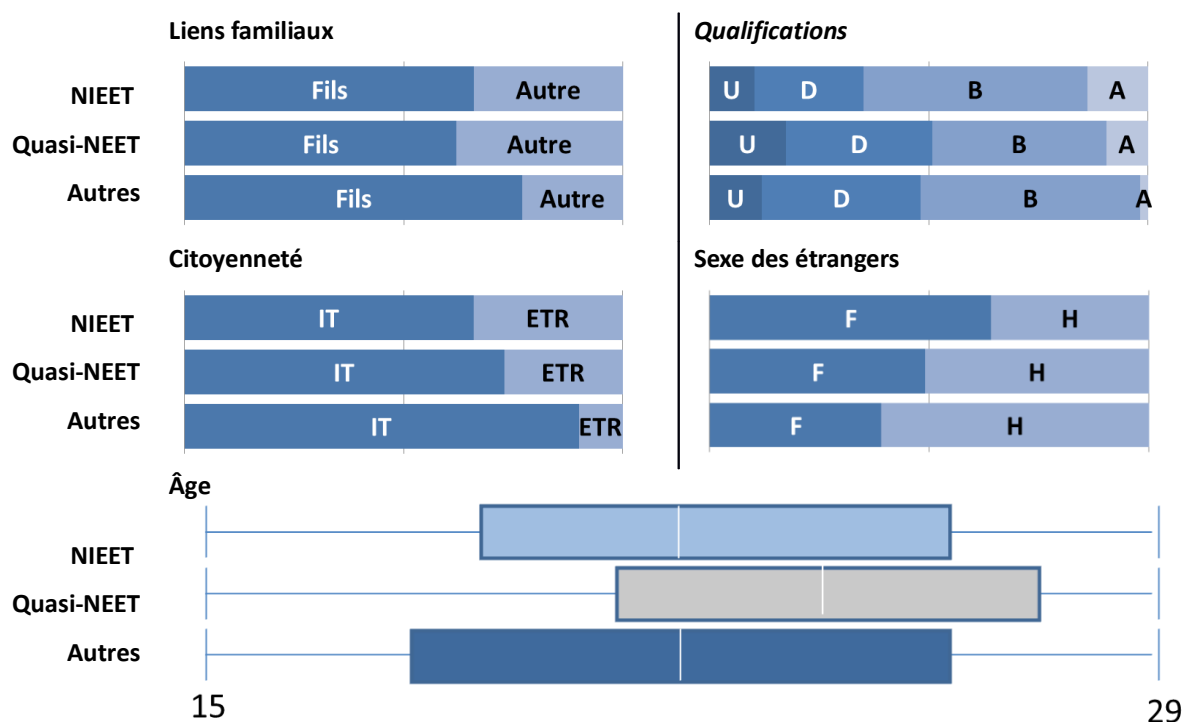 Liens familiaux
NIEET Fils Autre
Quasi-NEET Fils Autre
Autres Fils Autre
Qualifications
U D B A
U D B A
U D B A
Citoyenneté
NIEET IT ETR
Quasi-NEET IT ETR
Autres IT ETR
Sexe des étrangers
F H
F H
F H
Âge
NIEET
Quasi-NEET
Autres
15 29